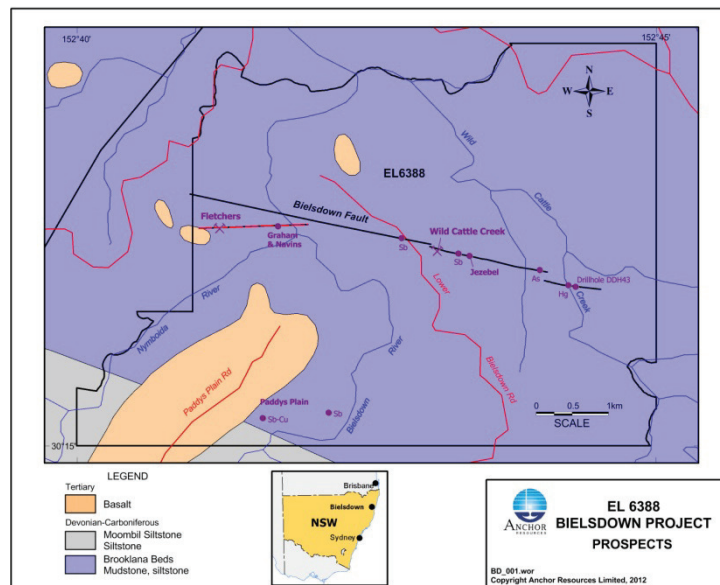 152°40'
152°45'
N
W E
S
Wild
EL6388
Cattle
Bielsdown Fault
Fletchers
Graham
& Nevins
Wild Cattle Creek
Sb
Sb
Jezebel
As
Drillhole DDH43
Hg
Creek
River
Nymboida
Lower
River
Paddys Plain Rd
Bielsdown Rd
Paddys Plain
Sb
Sb-Cu
Bielsdown
0 0.5 1km
SCALE
30°15'
LEGEND
Tertiary
Basalt
Devonian-Carboniferous
Moombil Siltstone
Siltstone
Brooklana Beds
Mudstone, siltstone
Brisbane
Bielsdown
NSW
Sydney
ANCHOR
RESOURCES
EL 6388
BIELSDOWN PROJECT
PROSPECTS
BD_001.wor
Copyright Anchor Resources Limited, 2012